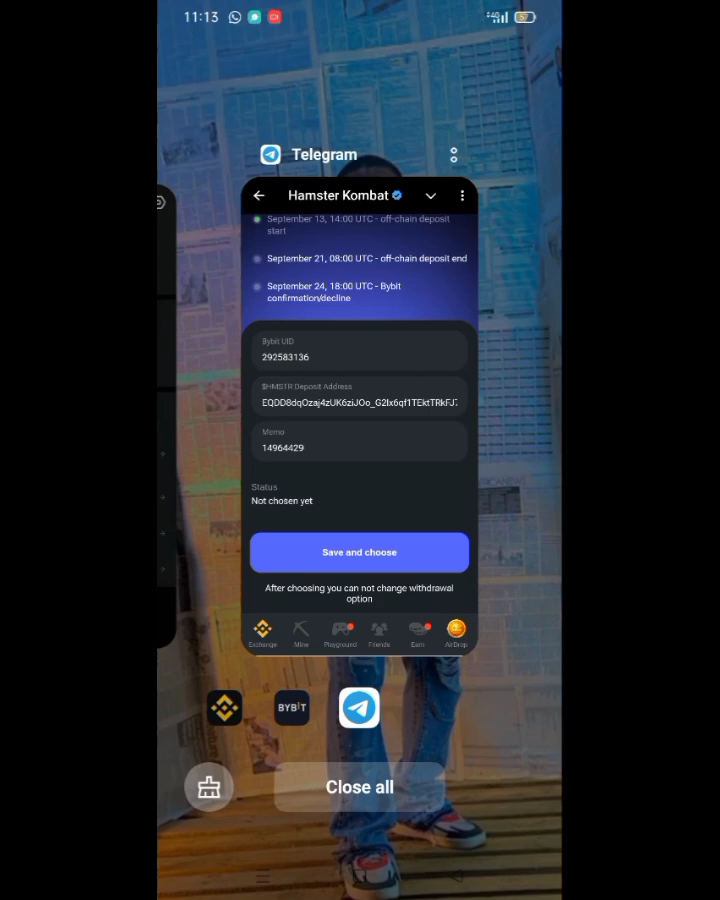 11:13
4G
57
Telegram
Hamster Kombat
September 13, 14:00 UTC - off-chain deposit
start
September 21, 08:00 UTC - off-chain deposit end
September 24, 18:00 UTC - Bybit
confirmation/decline
Bybit UID
292583136
$HMSTR Deposit Address
Memo
14964429
Status
Not chosen yet
Save and choose
After choosing you can not change withdrawal
option
Exchange Mine Playground Friends Earn AirDrop
BYBIT
Close all